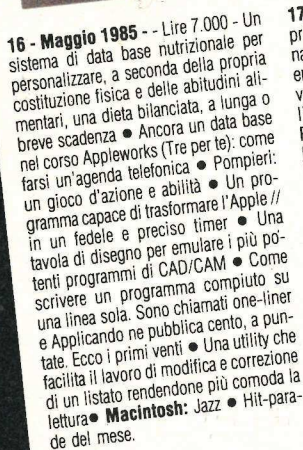 16 - Maggio 1985 - - Lire 7.000 - Un
sistema di data base nutrizionale per
personalizzare, a seconda della propria
costituzione fisica e delle abitudini ali-
mentari, una dieta bilanciata, a lungo o
breve scadenza ● Ancora un data base
nel corso Appleworks (Tre per te): come
farsi un'agenda telefonica ● Pompieri:
un gioco d'azione e abilità ● Un pro-
gramma capace di trasformare l'Apple //
in un fedele e preciso timer ● Una
tavola di disegno per emulare i più po-
tenti programmi di CAD/CAM ● Come
scrivere un programma compiuto su
una linea sola. Sono chiamati one-liner
e Applicando ne pubblica cento, a pun-
tate. Ecco i primi venti ● Una utility che
facilita il lavoro di modifica e correzione
di un listato rendendone più comoda la
lettura● Macintosh: Jazz ● Hit-para-
de del mese.
17